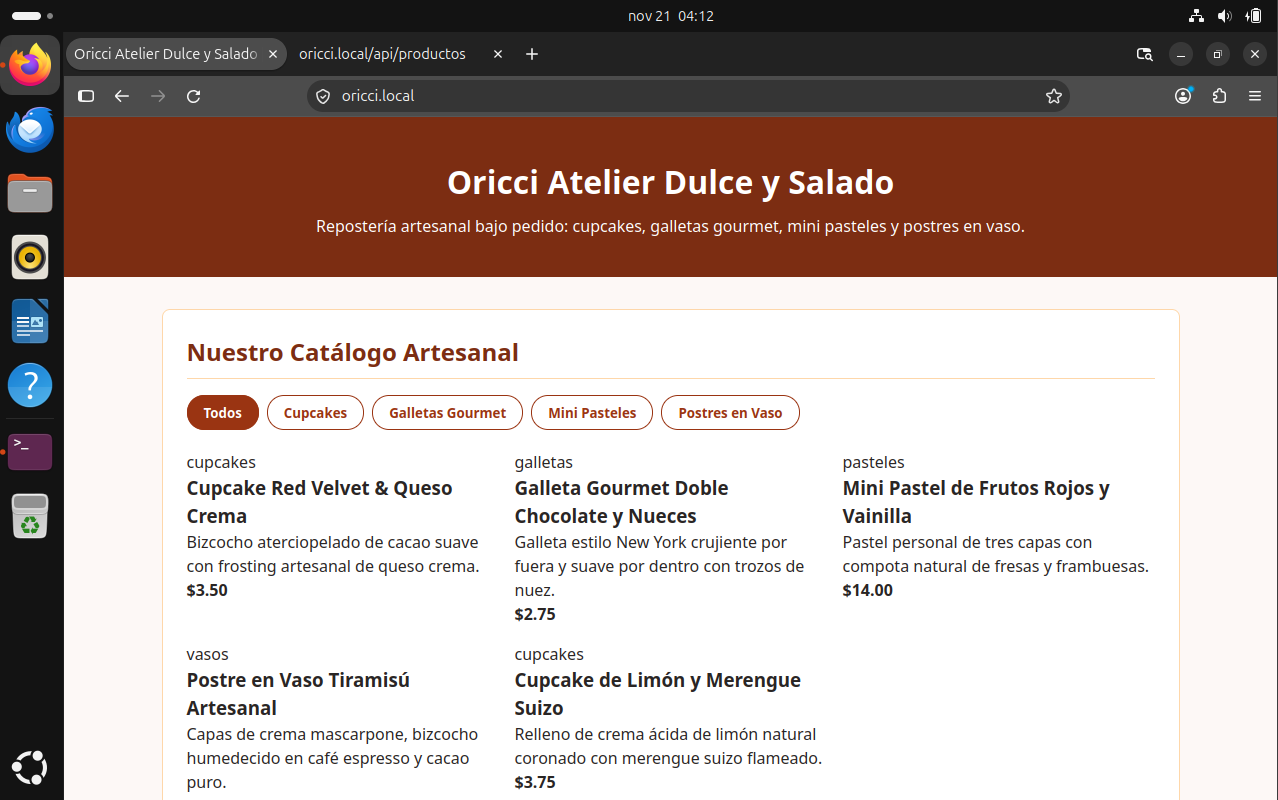 nov 21 04:12
Oricci Atelier Dulce y Salado
oricci.local/api/productos
oricci.local
Oricci Atelier Dulce y Salado
Repostería artesanal bajo pedido: cupcakes, galletas gourmet, mini pasteles y postres en vaso.
Nuestro Catálogo Artesanal
Todos
Cupcakes
Galletas Gourmet
Mini Pasteles
Postres en Vaso
cupcakes
Cupcake Red Velvet & Queso
Crema
Bizcocho aterciopelado de cacao suave
con frosting artesanal de queso crema.
$3.50
galletas
Galleta Gourmet Doble
Chocolate y Nueces
Galleta estilo New York crujiente por
fuera y suave por dentro con trozos de
nuez.
$2.75
pasteles
Mini Pastel de Frutos Rojos y
Vainilla
Pastel personal de tres capas con
compota natural de fresas y frambuesas.
$14.00
vasos
Postre en Vaso Tiramisú
Artesanal
Capas de crema mascarpone, bizcocho
humedecido en café espresso y cacao
puro.
cupcakes
Cupcake de Limón y Merengue
Suizo
Relleno de crema ácida de limón natural
coronado con merengue suizo flameado.
$3.75